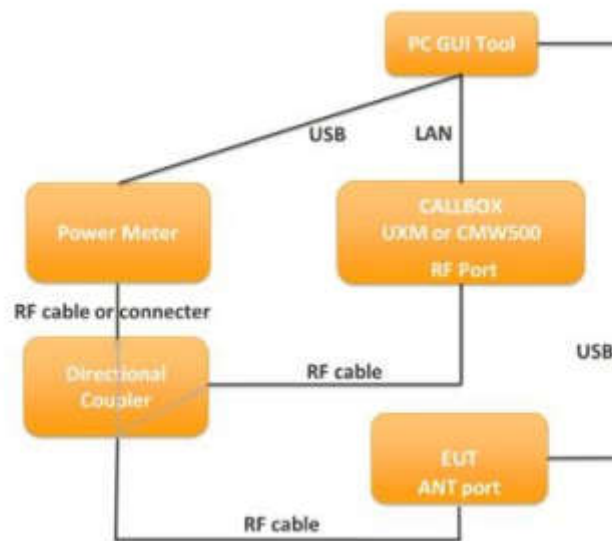 PC GUI Tool
USB
LAN
Power Meter
CALLBOX
UXM or CMW500
RF Port
RF cable or connecter
USB
Directional
Coupler
RF cable
EUT
ANT port
RF cable